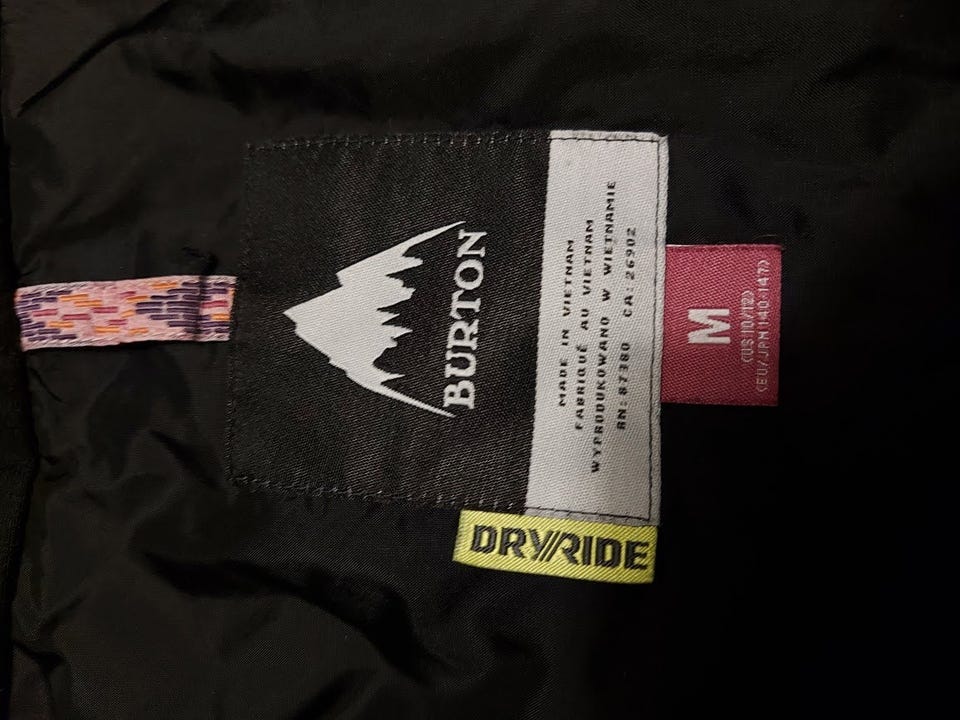 BURTON
MADE IN VIETNAM
FABRIQUÉ AU VIETNAM
WYPRODUKOWANO W WIETNAMIE
RN: 87380 CA: 26902
M
(US 10/12)
(EU/JPN 140-147)
DRYRIDE